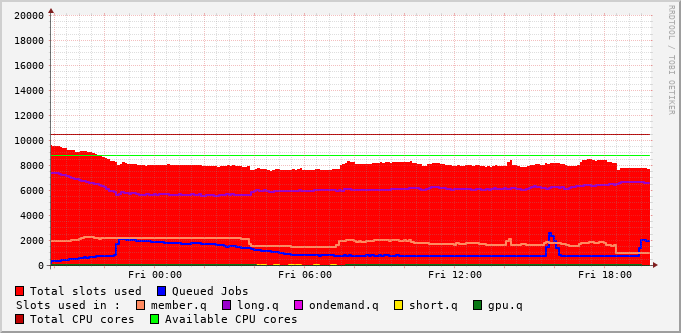 RRDTOOL / TOBI OETIKER
20000
18000
16000
14000
12000
10000
8000
6000
4000
2000
0
Fri 00:00 Fri 06:00 Fri 12:00 Fri 18:00
Total slots used Queued Jobs
Slots used in : member.q long.q ondemand.q short.q gpu.q
Total CPU cores Available CPU cores